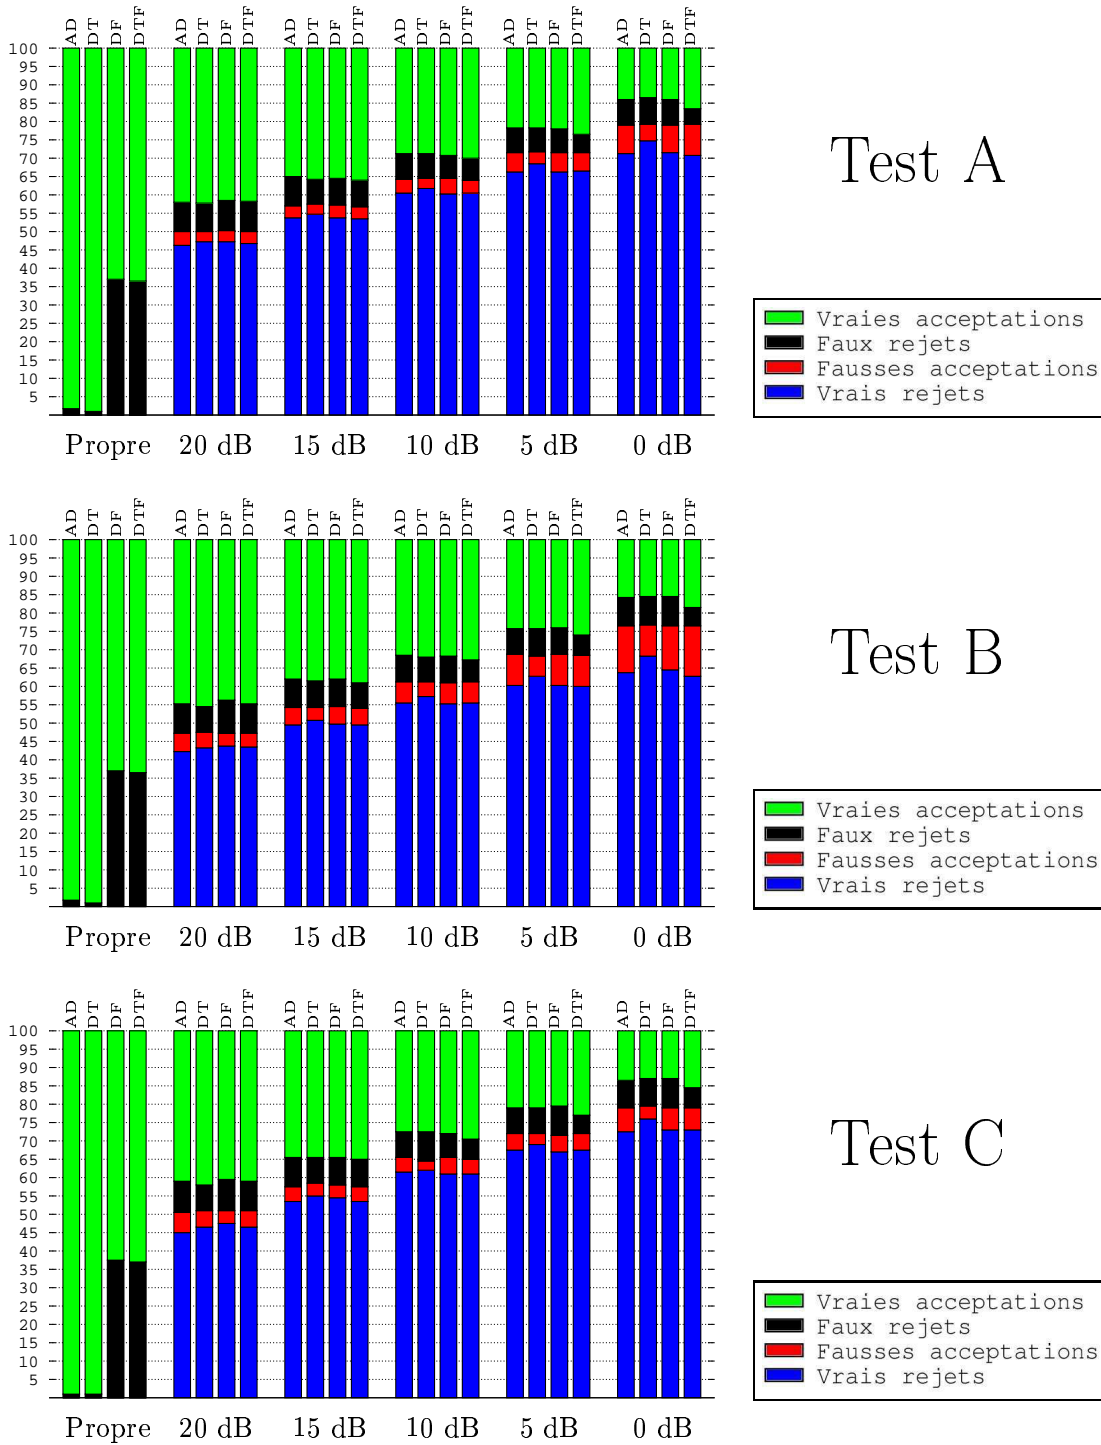 AD DT DF DTF AD DT DF DTF AD DT DF DTF AD DT DF DTF AD DT DF DTF AD DT DF DTF
100
95
90
85
80
75
70
65
60
55
50
45
40
35
30
25
20
15
10
5
Propre 20 dB 15 dB 10 dB 5 dB 0 dB
Test A
Vraies acceptations
Faux rejets
Fausses acceptations
Vrais rejets
AD DT DF DTF AD DT DF DTF AD DT DF DTF AD DT DF DTF AD DT DF DTF AD DT DF DTF
100
95
90
85
80
75
70
65
60
55
50
45
40
35
30
25
20
15
10
5
Propre 20 dB 15 dB 10 dB 5 dB 0 dB
Test B
Vraies acceptations
Faux rejets
Fausses acceptations
Vrais rejets
AD DT DF DTF AD DT DF DTF AD DT DF DTF AD DT DF DTF AD DT DF DTF AD DT DF DTF
100
95
90
85
80
75
70
65
60
55
50
45
40
35
30
25
20
15
10
5
Propre 20 dB 15 dB 10 dB 5 dB 0 dB
Test C
Vraies acceptations
Faux rejets
Fausses acceptations
Vrais rejets